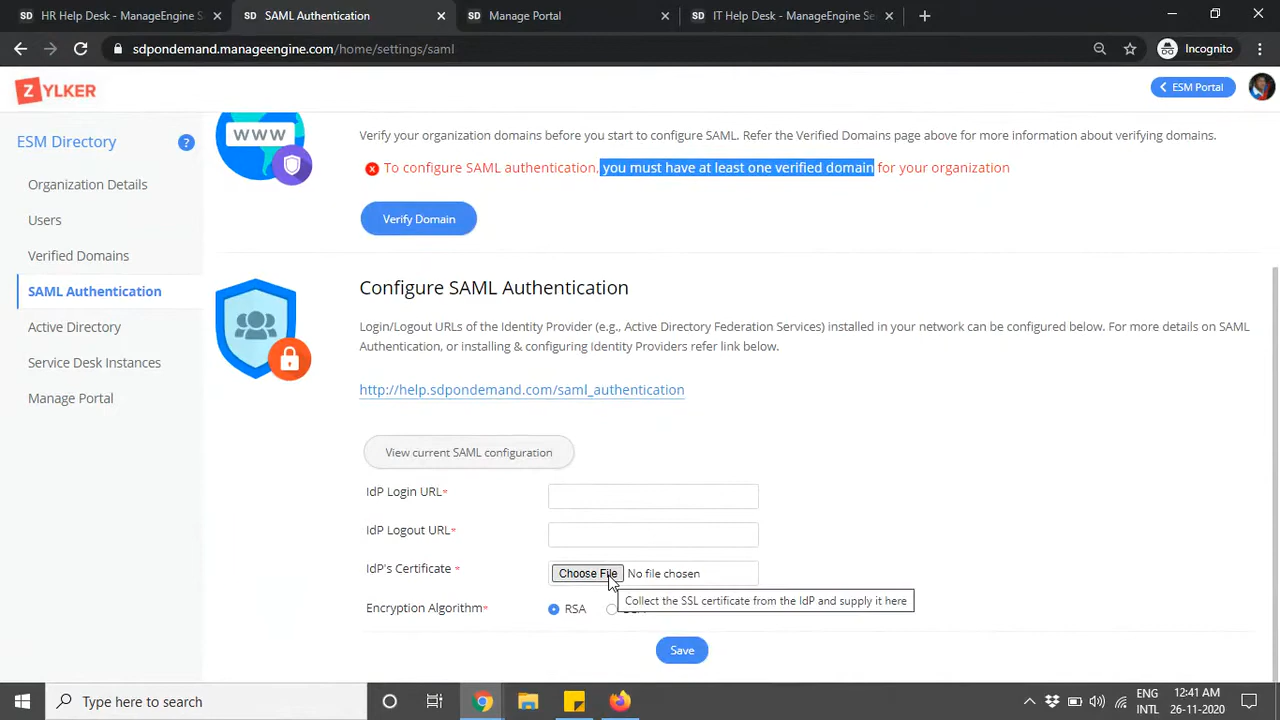 HR Help Desk - ManageEngine S
SAML Authentication
Manage Portal
IT Help Desk - ManageEngine Se
sdpondemand.manageengine.com/home/settings/saml
Incognito
ZYLKER
ESM Portal
ESM Directory
?
Organization Details
Users
Verified Domains
SAML Authentication
Active Directory
Service Desk Instances
Manage Portal
WWW
Verify your organization domains before you start to configure SAML. Refer the Verified Domains page above for more information about verifying domains.
To configure SAML authentication, you must have at least one verified domain for your organization
Verify Domain
Configure SAML Authentication
Login/Logout URLs of the Identity Provider (e.g., Active Directory Federation Services) installed in your network can be configured below. For more details on SAML
Authentication, or installing & configuring Identity Providers refer link below.
http://help.sdpondemand.com/saml_authentication
View current SAML configuration
IdP Login URL*
IdP Logout URL*
IdP's Certificate *
Choose File No file chosen
Collect the SSL certificate from the IdP and supply it here
Encryption Algorithm*
RSA
Save
Type here to search
ENG
INTL
12:41 AM
26-11-2020